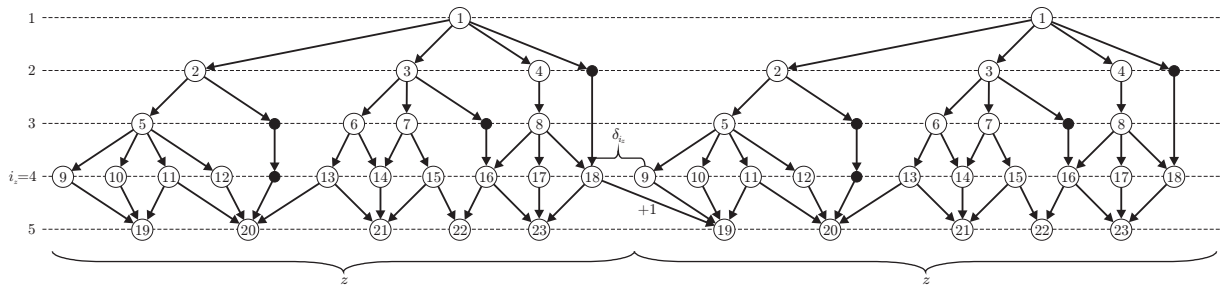 1 1 1
2 2 3 4 2 3 4
3 5 6 7 8 δ_{i_z} 5 6 7 8
i_z=4 9 10 11 12 13 14 15 16 17 18 9 10 11 12 13 14 15 16 17 18
+1
5 19 20 21 22 23 19 20 21 22 23
z z